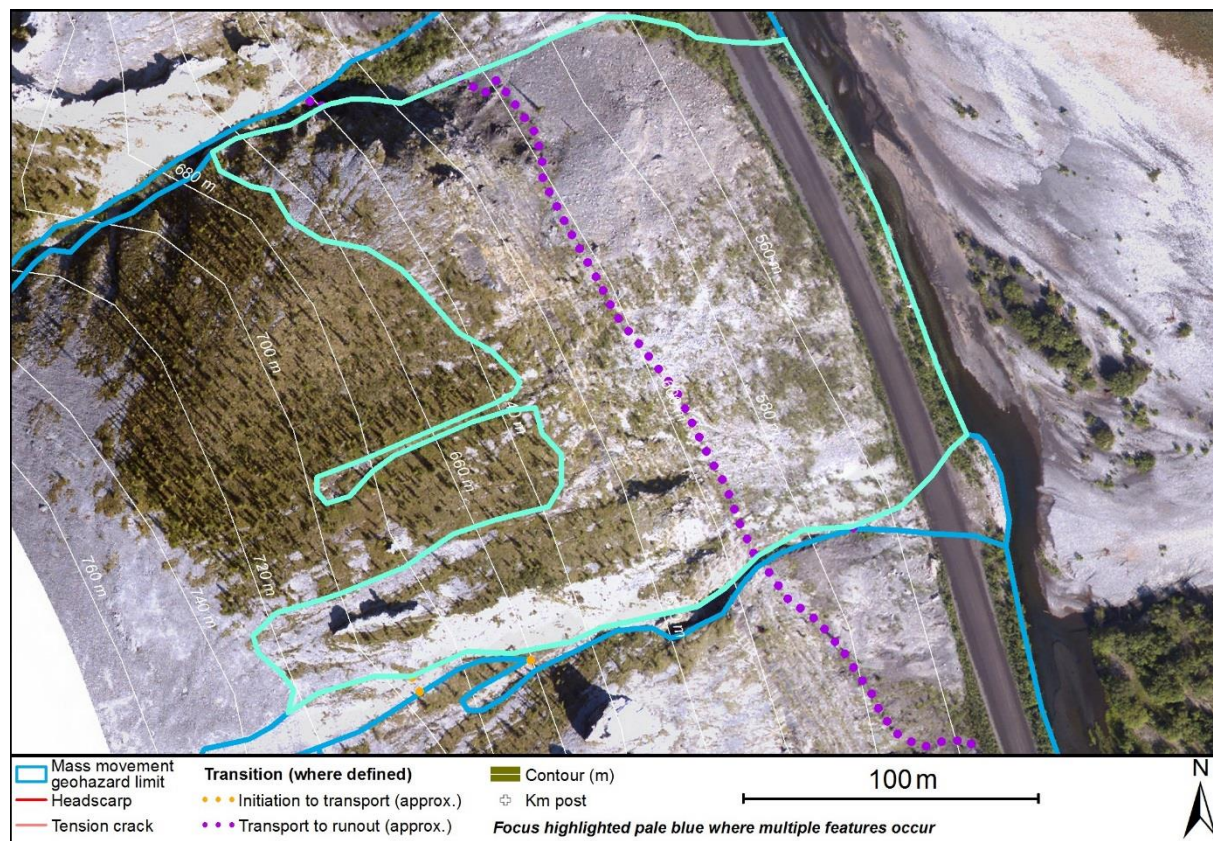 680 m
560 m
700 m
580 m
660 m
760 m
740 m
720 m
m
Mass movement
geohazard limit
Headscarp
Tension crack
Transition (where defined)
Initiation to transport (approx.)
Transport to runout (approx.)
Contour (m)
Km post
Focus highlighted pale blue where multiple features occur
100 m
N